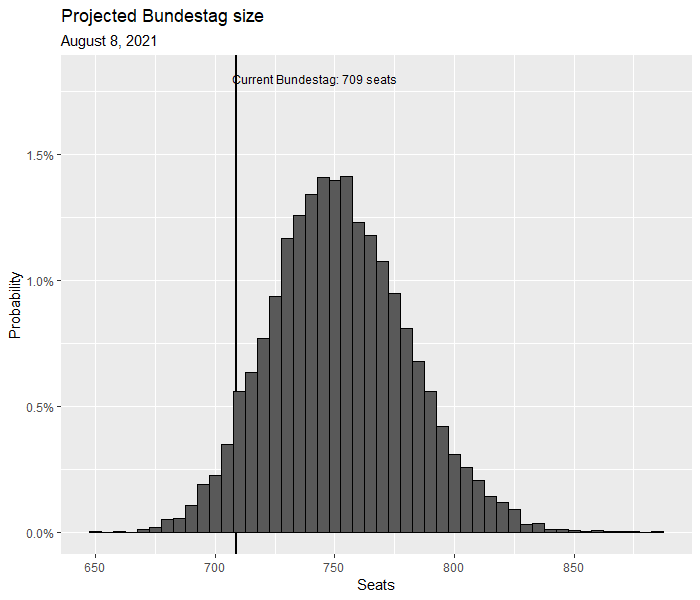 Projected Bundestag size
August 8, 2021
Current Bundestag: 709 seats
Probability
1.5%
1.0%
0.5%
0.0%
650 700 750 800 850
Seats